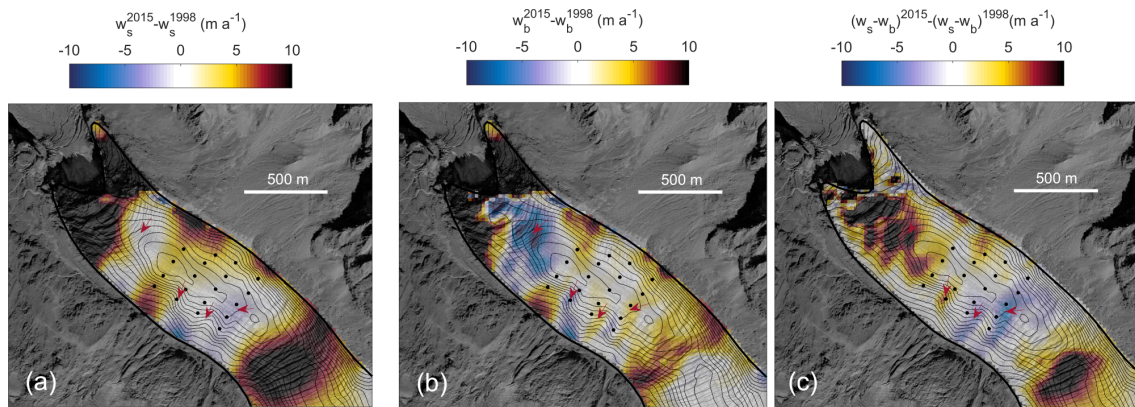 w_s^2015-w_s^1998 (m a^-1)
-10 -5 0 5 10
500 m
(a)
w_b^2015-w_b^1998 (m a^-1)
-10 -5 0 5 10
500 m
(b)
(w_s-w_b)^2015-(w_s-w_b)^1998(m a^-1)
-10 -5 0 5 10
500 m
(c)